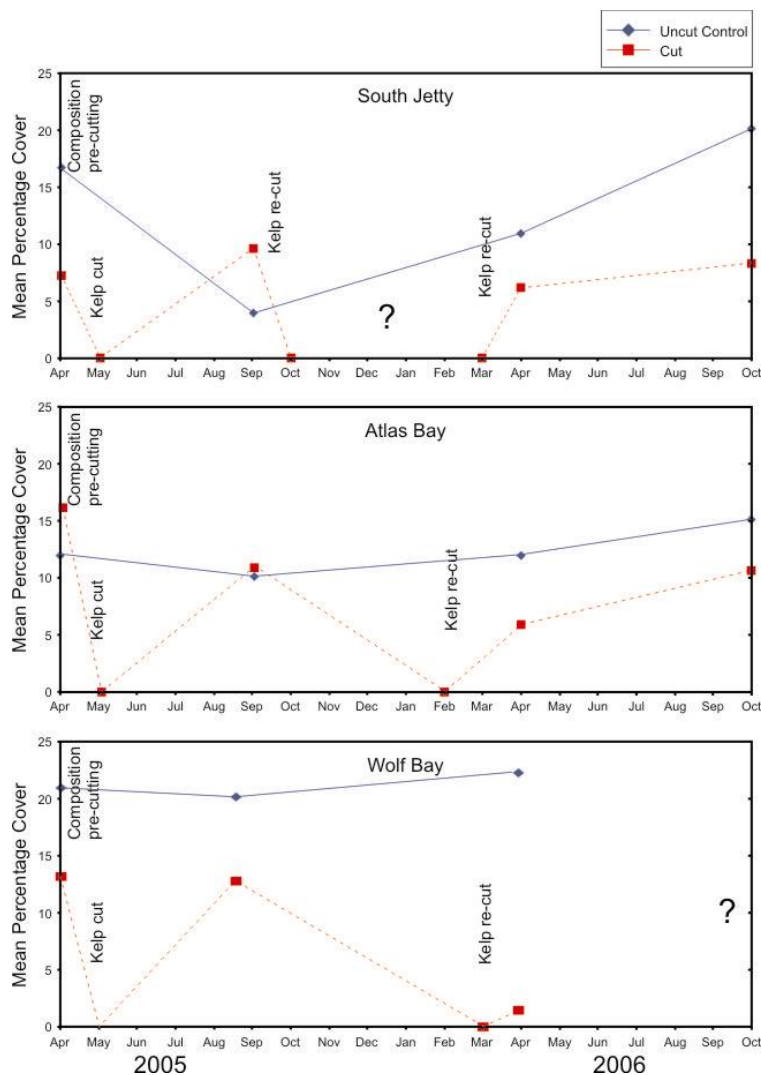 Uncut Control
Cut
South Jetty
Mean Percentage Cover
25
20
15
10
5
0
Composition
pre-cutting
Kelp cut
Kelp re-cut
?
Kelp re-cut
Apr May Jun Jul Aug Sep Oct Nov Dec Jan Feb Mar Apr May Jun Jul Aug Sep Oct
Atlas Bay
Mean Percentage Cover
25
20
15
10
5
0
Composition
pre-cutting
Kelp cut
Kelp re-cut
Apr May Jun Jul Aug Sep Oct Nov Dec Jan Feb Mar Apr May Jun Jul Aug Sep Oct
Wolf Bay
Mean Percentage Cover
25
20
15
10
5
0
Composition
pre-cutting
Kelp cut
Kelp re-cut
?
Apr May Jun Jul Aug Sep Oct Nov Dec Jan Feb Mar Apr May Jun Jul Aug Sep Oct
2005 2006